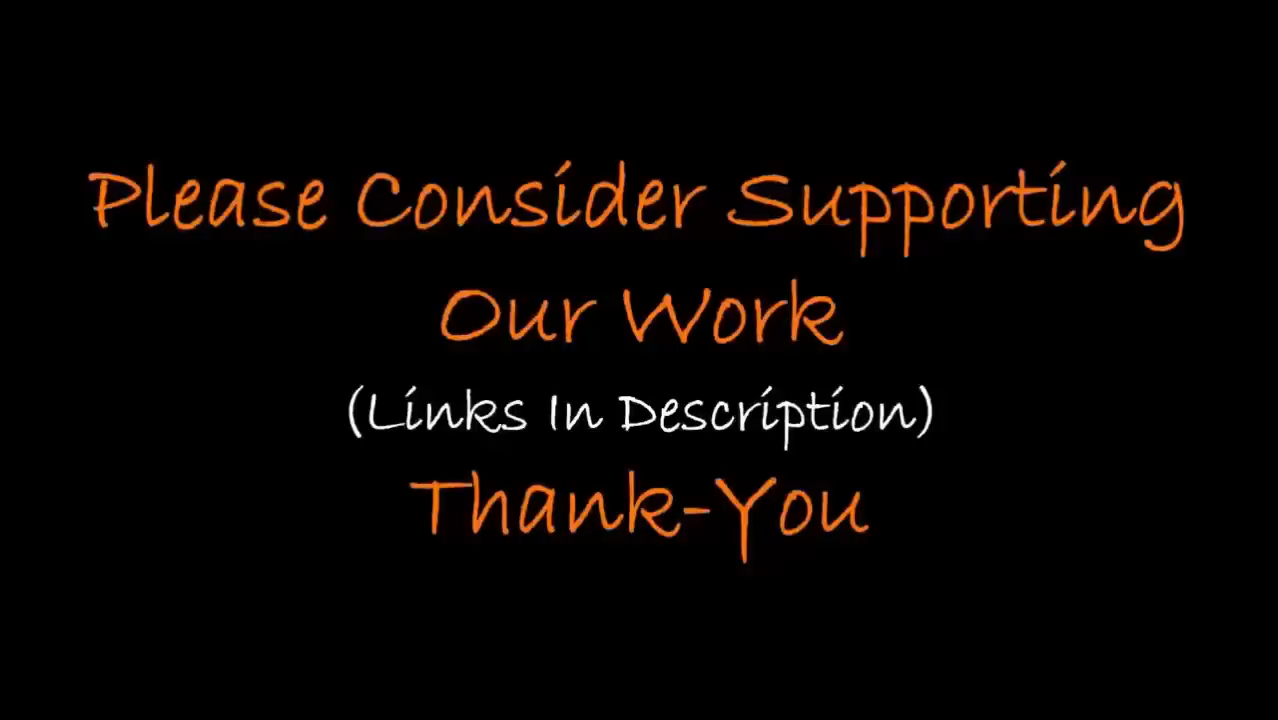 Please Consider Supporting
Our Work
(Links In Description)
Thank-You